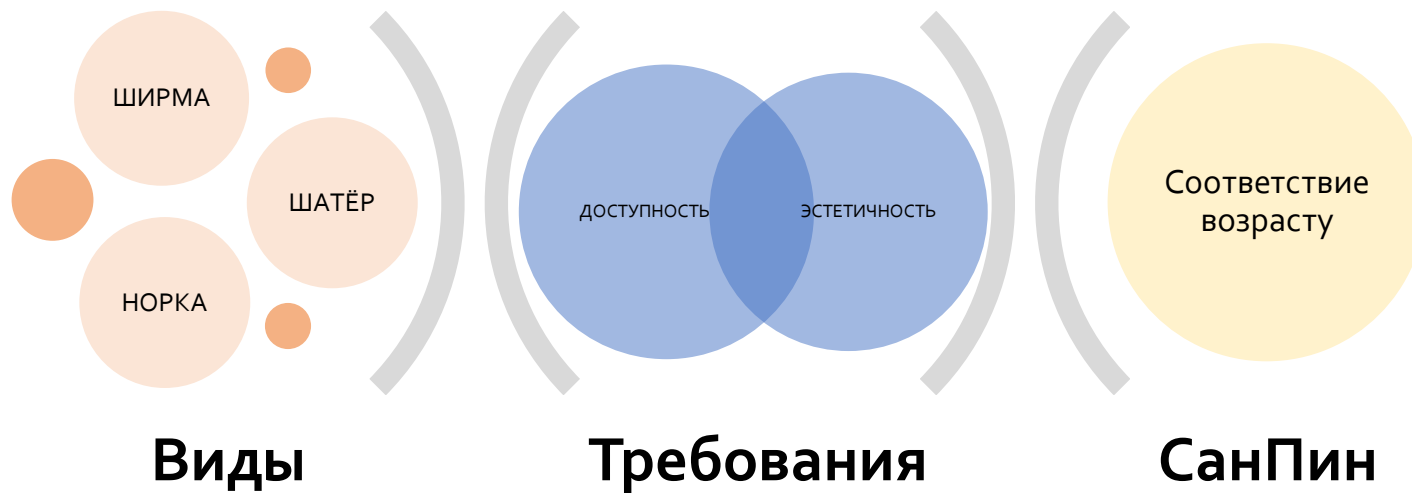 ШИРМА
ШАТЁР
НОРКА
Виды
ДОСТУПНОСТЬ
ЭСТЕТИЧНОСТЬ
Требования
Соответствие
возрасту
СанПин